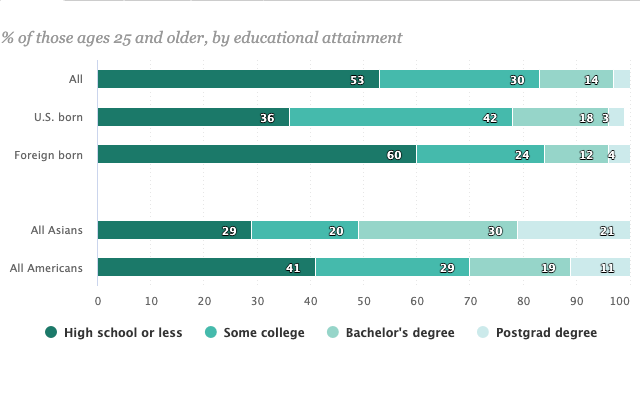 % of those ages 25 and older, by educational attainment
All 53 30 14
U.S. born 36 42 18 3
Foreign born 60 24 12 4
All Asians 29 20 30 21
All Americans 41 29 19 11
0 10 20 30 40 50 60 70 80 90 100
High school or less Some college Bachelor's degree Postgrad degree